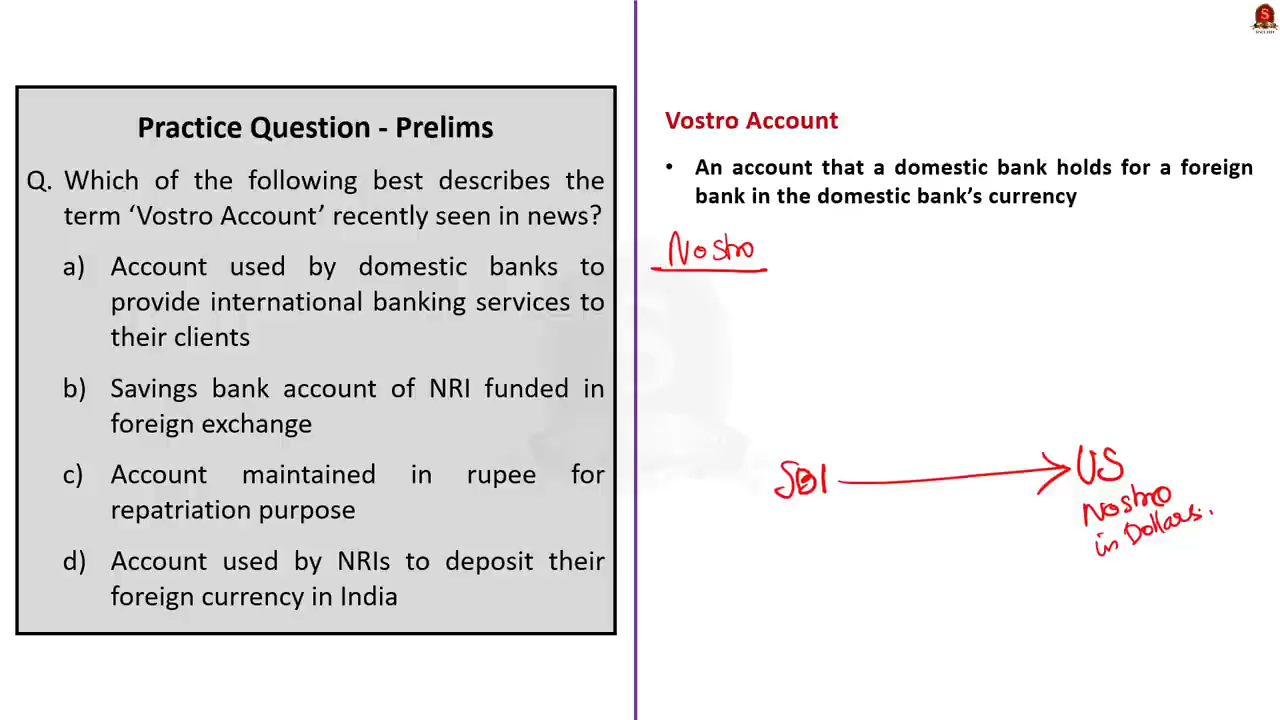 Practice Question - Prelims
Q. Which of the following best describes the
term ‘Vostro Account’ recently seen in news?
a) Account used by domestic banks to
provide international banking services to
their clients
b) Savings bank account of NRI funded in
foreign exchange
c) Account maintained in rupee for
repatriation purpose
d) Account used by NRIs to deposit their
foreign currency in India
Vostro Account
• An account that a domestic bank holds for a foreign
bank in the domestic bank’s currency
Nostro
SBI
US
Nostro
in Dollars.